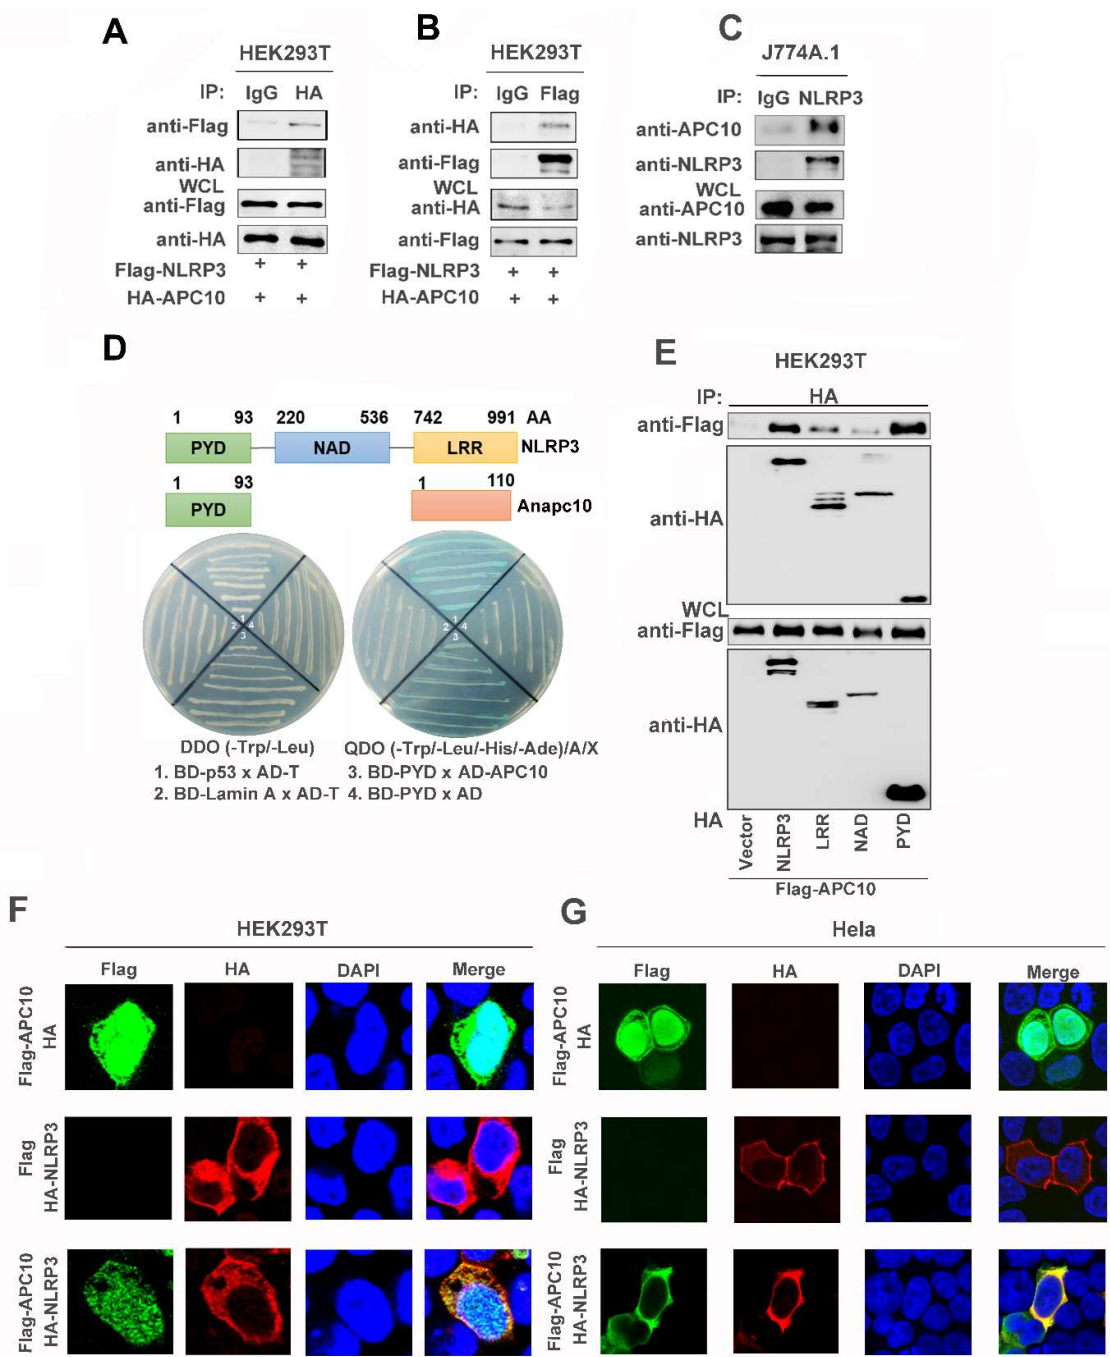 A
HEK293T
IP: IgG HA
anti-Flag
anti-HA
WCL
anti-Flag
anti-HA
Flag-NLRP3 + +
HA-APC10 + +
B
HEK293T
IP: IgG Flag
anti-HA
anti-Flag
WCL
anti-HA
anti-Flag
Flag-NLRP3 + +
HA-APC10 + +
C
J774A.1
IP: IgG NLRP3
anti-APC10
anti-NLRP3
WCL
anti-APC10
anti-NLRP3
D
1 93 220 536 742 991 AA
PYD NAD LRR NLRP3
1 93 1 110
PYD Anapc10
1 2 4 3
1 2 4 3
DDO (-Trp/-Leu) QDO (-Trp/-Leu/-His/-Ade)/A/X
1. BD-p53 x AD-T 3. BD-PYD x AD-APC10
2. BD-Lamin A x AD-T 4. BD-PYD x AD
E
HEK293T
IP: HA
anti-Flag
anti-HA
WCL
anti-Flag
anti-HA
HA Vector NLRP3 LRR NAD PYD
Flag-APC10
F
HEK293T
Flag HA DAPI Merge
Flag-APC10
HA
Flag
HA-NLRP3
Flag-APC10
HA-NLRP3
G
Hela
Flag HA DAPI Merge
Flag-APC10
HA
Flag
HA-NLRP3
Flag-APC10
HA-NLRP3